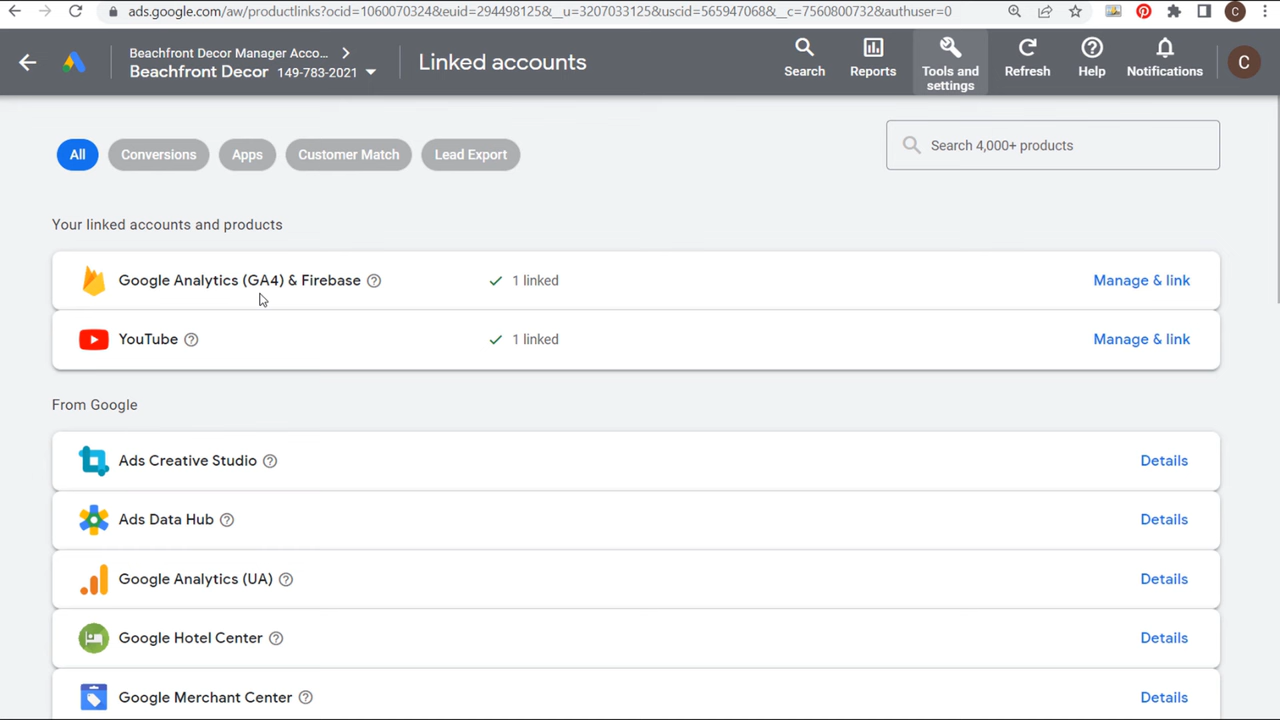 ads.google.com/aw/productlinks?ocid=1060070324&euid=294498125&__u=3207033125&uscid=565947068&__c=7560800732&authuser=0
C
Beachfront Decor Manager Acco...
Beachfront Decor 149-783-2021
Linked accounts
Search
Reports
Tools and settings
Refresh
Help
Notifications
C
All
Conversions
Apps
Customer Match
Lead Export
Search 4,000+ products
Your linked accounts and products
Google Analytics (GA4) & Firebase
1 linked
Manage & link
YouTube
1 linked
Manage & link
From Google
Ads Creative Studio
Details
Ads Data Hub
Details
Google Analytics (UA)
Details
Google Hotel Center
Details
Google Merchant Center
Details